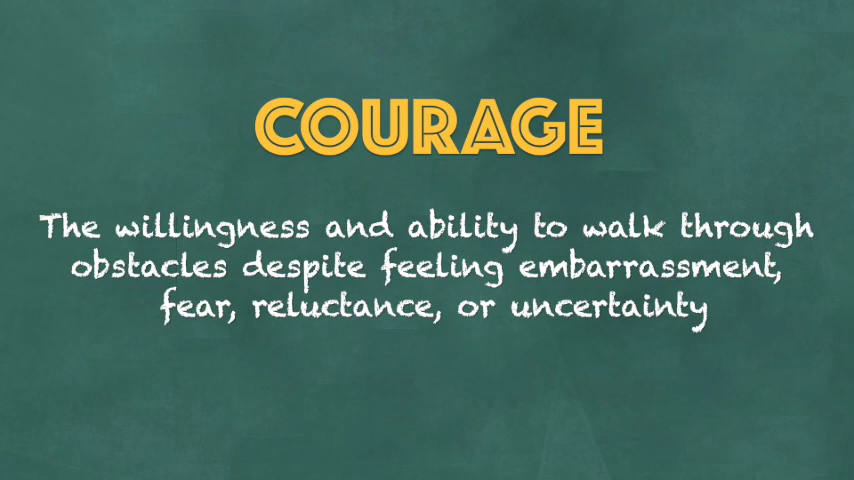 COURAGE
The willingness and ability to walk through
obstacles despite feeling embarrassment,
fear, reluctance, or uncertainty